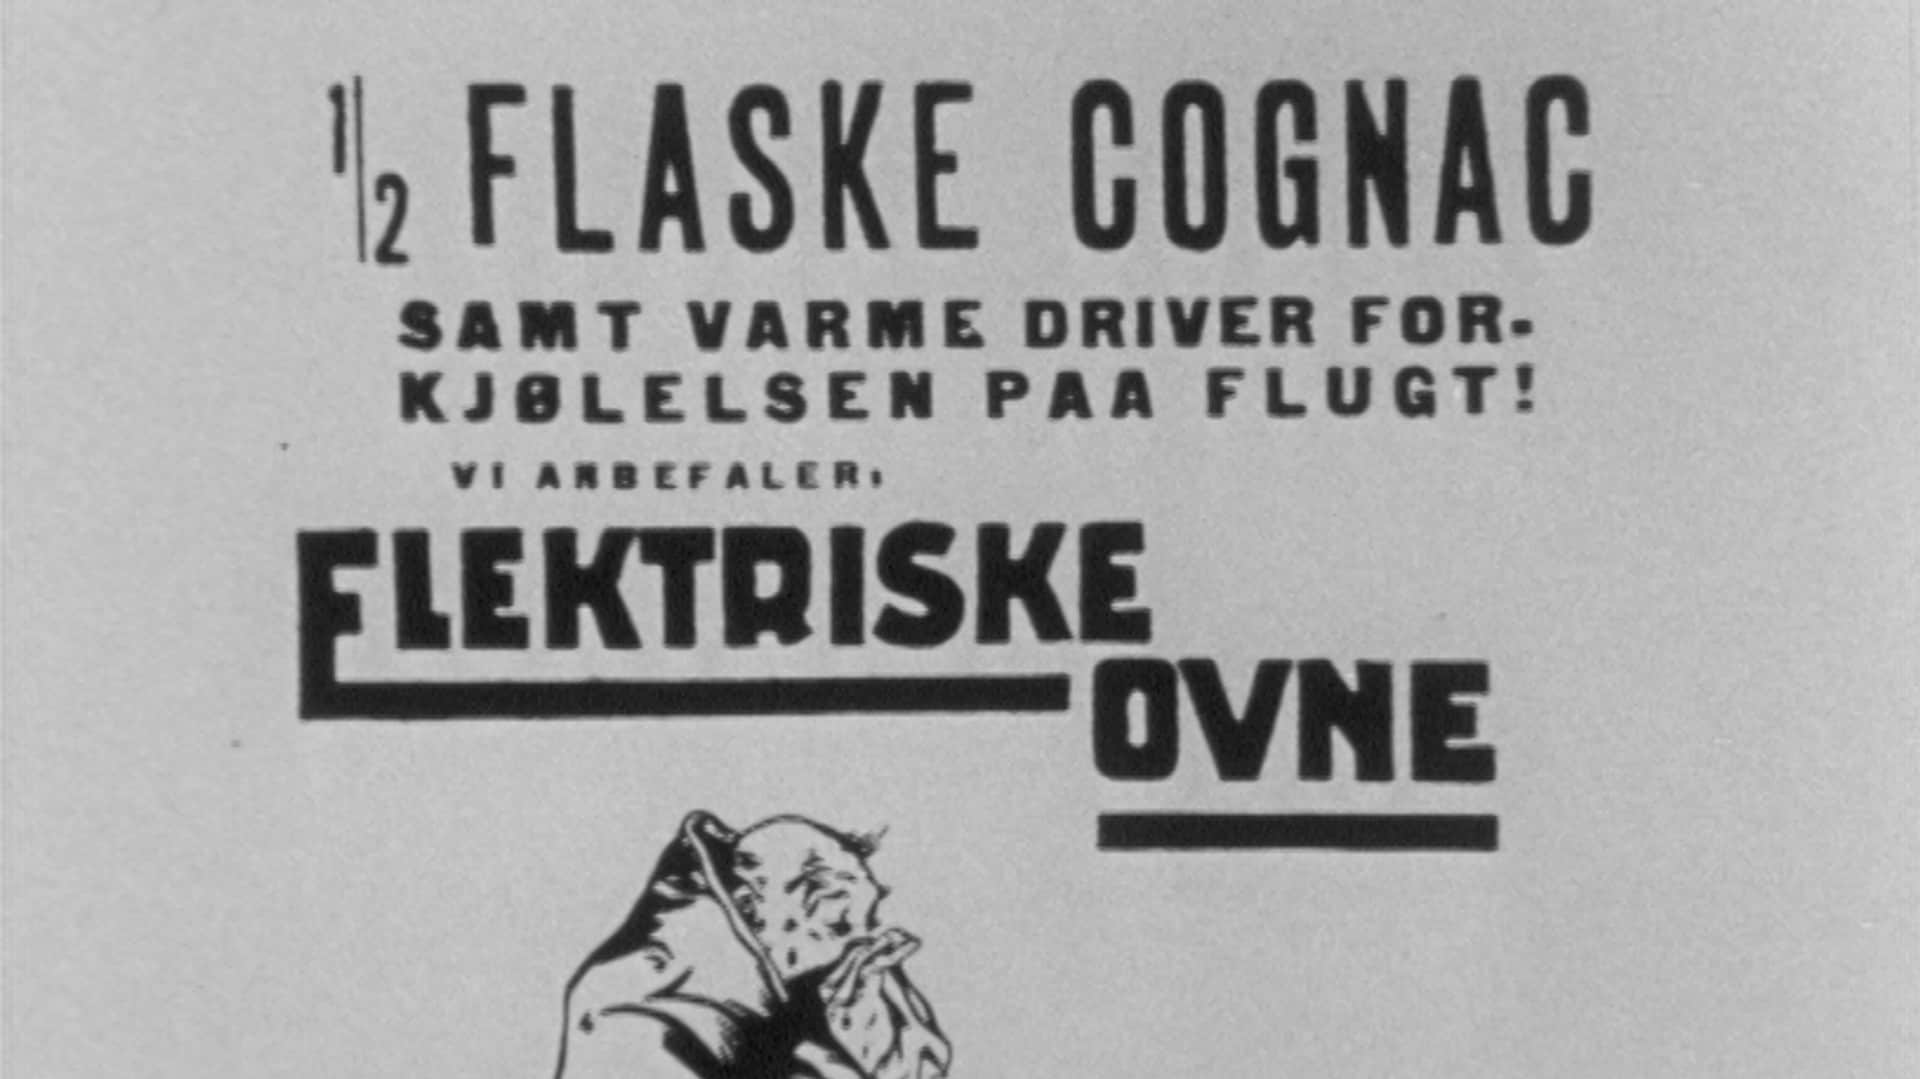 1/2 FLASKE COGNAC
SAMT VARME DRIVER FOR-
KJØLELSEN PAA FLUGT!
VI ANBEFALER:
ELEKTRISKE
OVNE